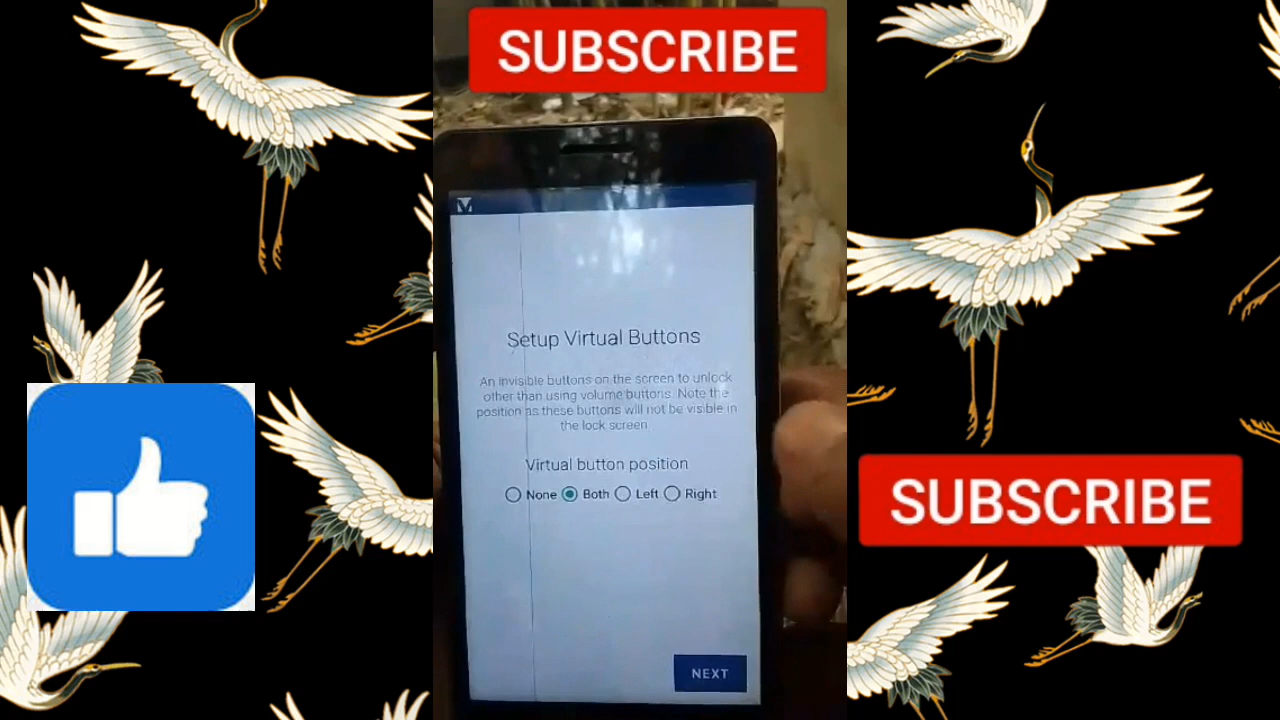 SUBSCRIBE
Setup Virtual Buttons
An invisible buttons on the screen to unlock
other than using volume buttons. Note the
position as these buttons will not be visible in
the lock screen
Virtual button position
None Both Left Right
NEXT
SUBSCRIBE